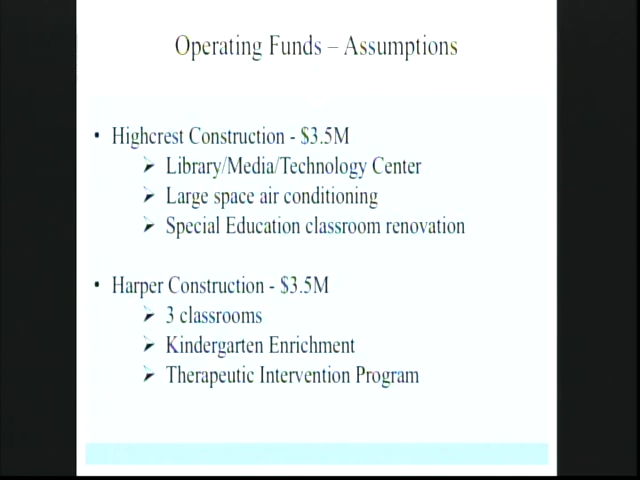 Operating Funds – Assumptions
• Highcrest Construction - $3.5M
➢ Library/Media/Technology Center
➢ Large space air conditioning
➢ Special Education classroom renovation
• Harper Construction - $3.5M
➢ 3 classrooms
➢ Kindergarten Enrichment
➢ Therapeutic Intervention Program